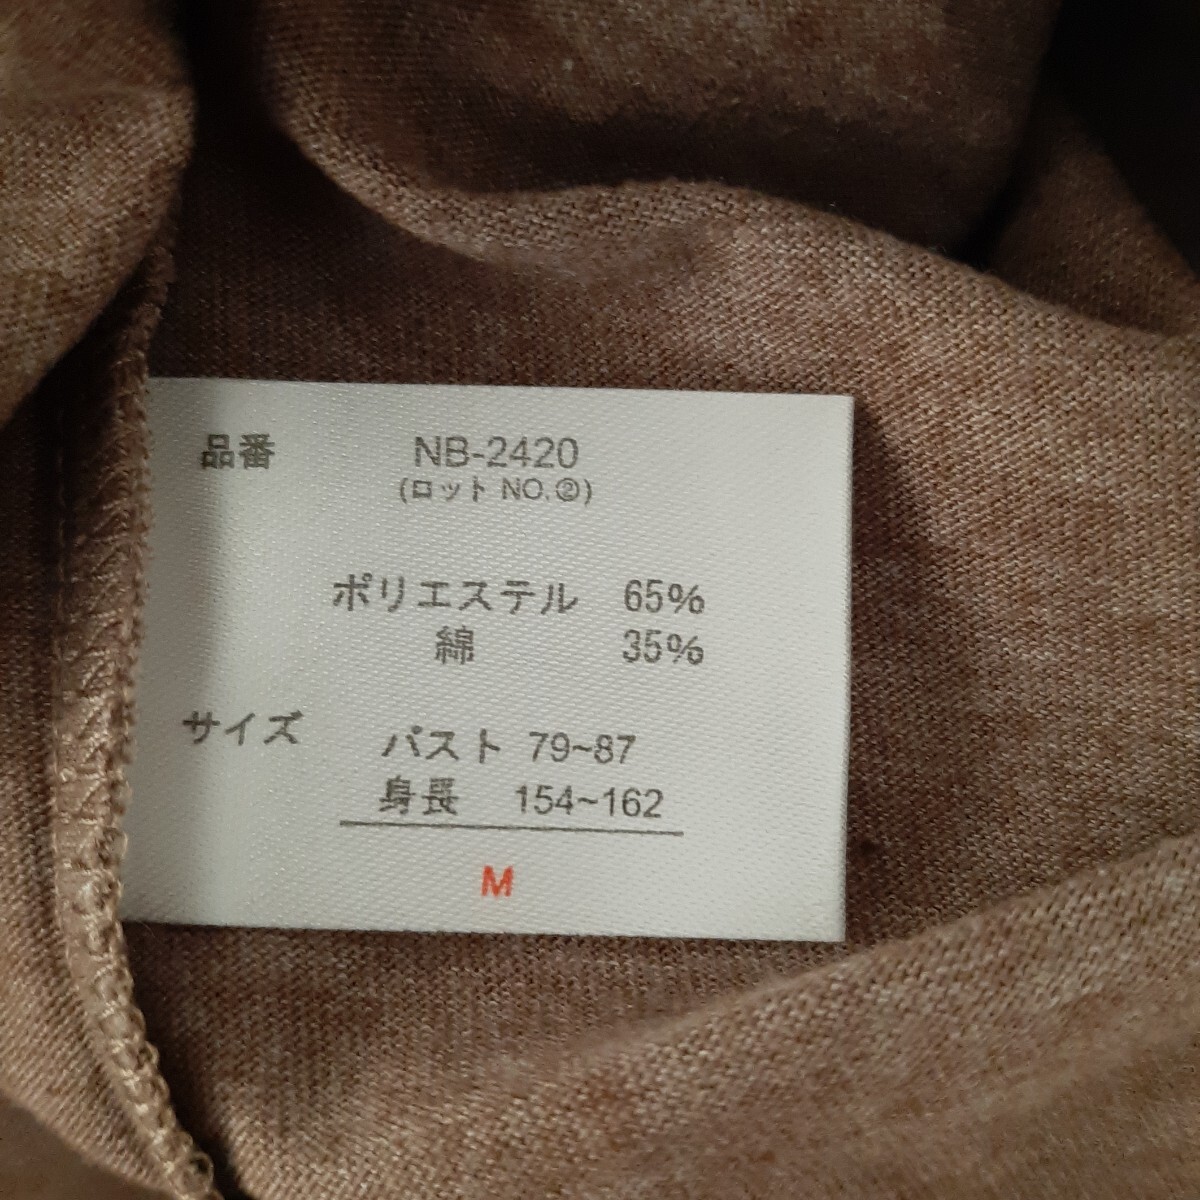 品番 NB-2420
(ロット NO.②)
ポリエステル 65%
綿 35%
サイズ バスト 79~87
身長 154~162
M